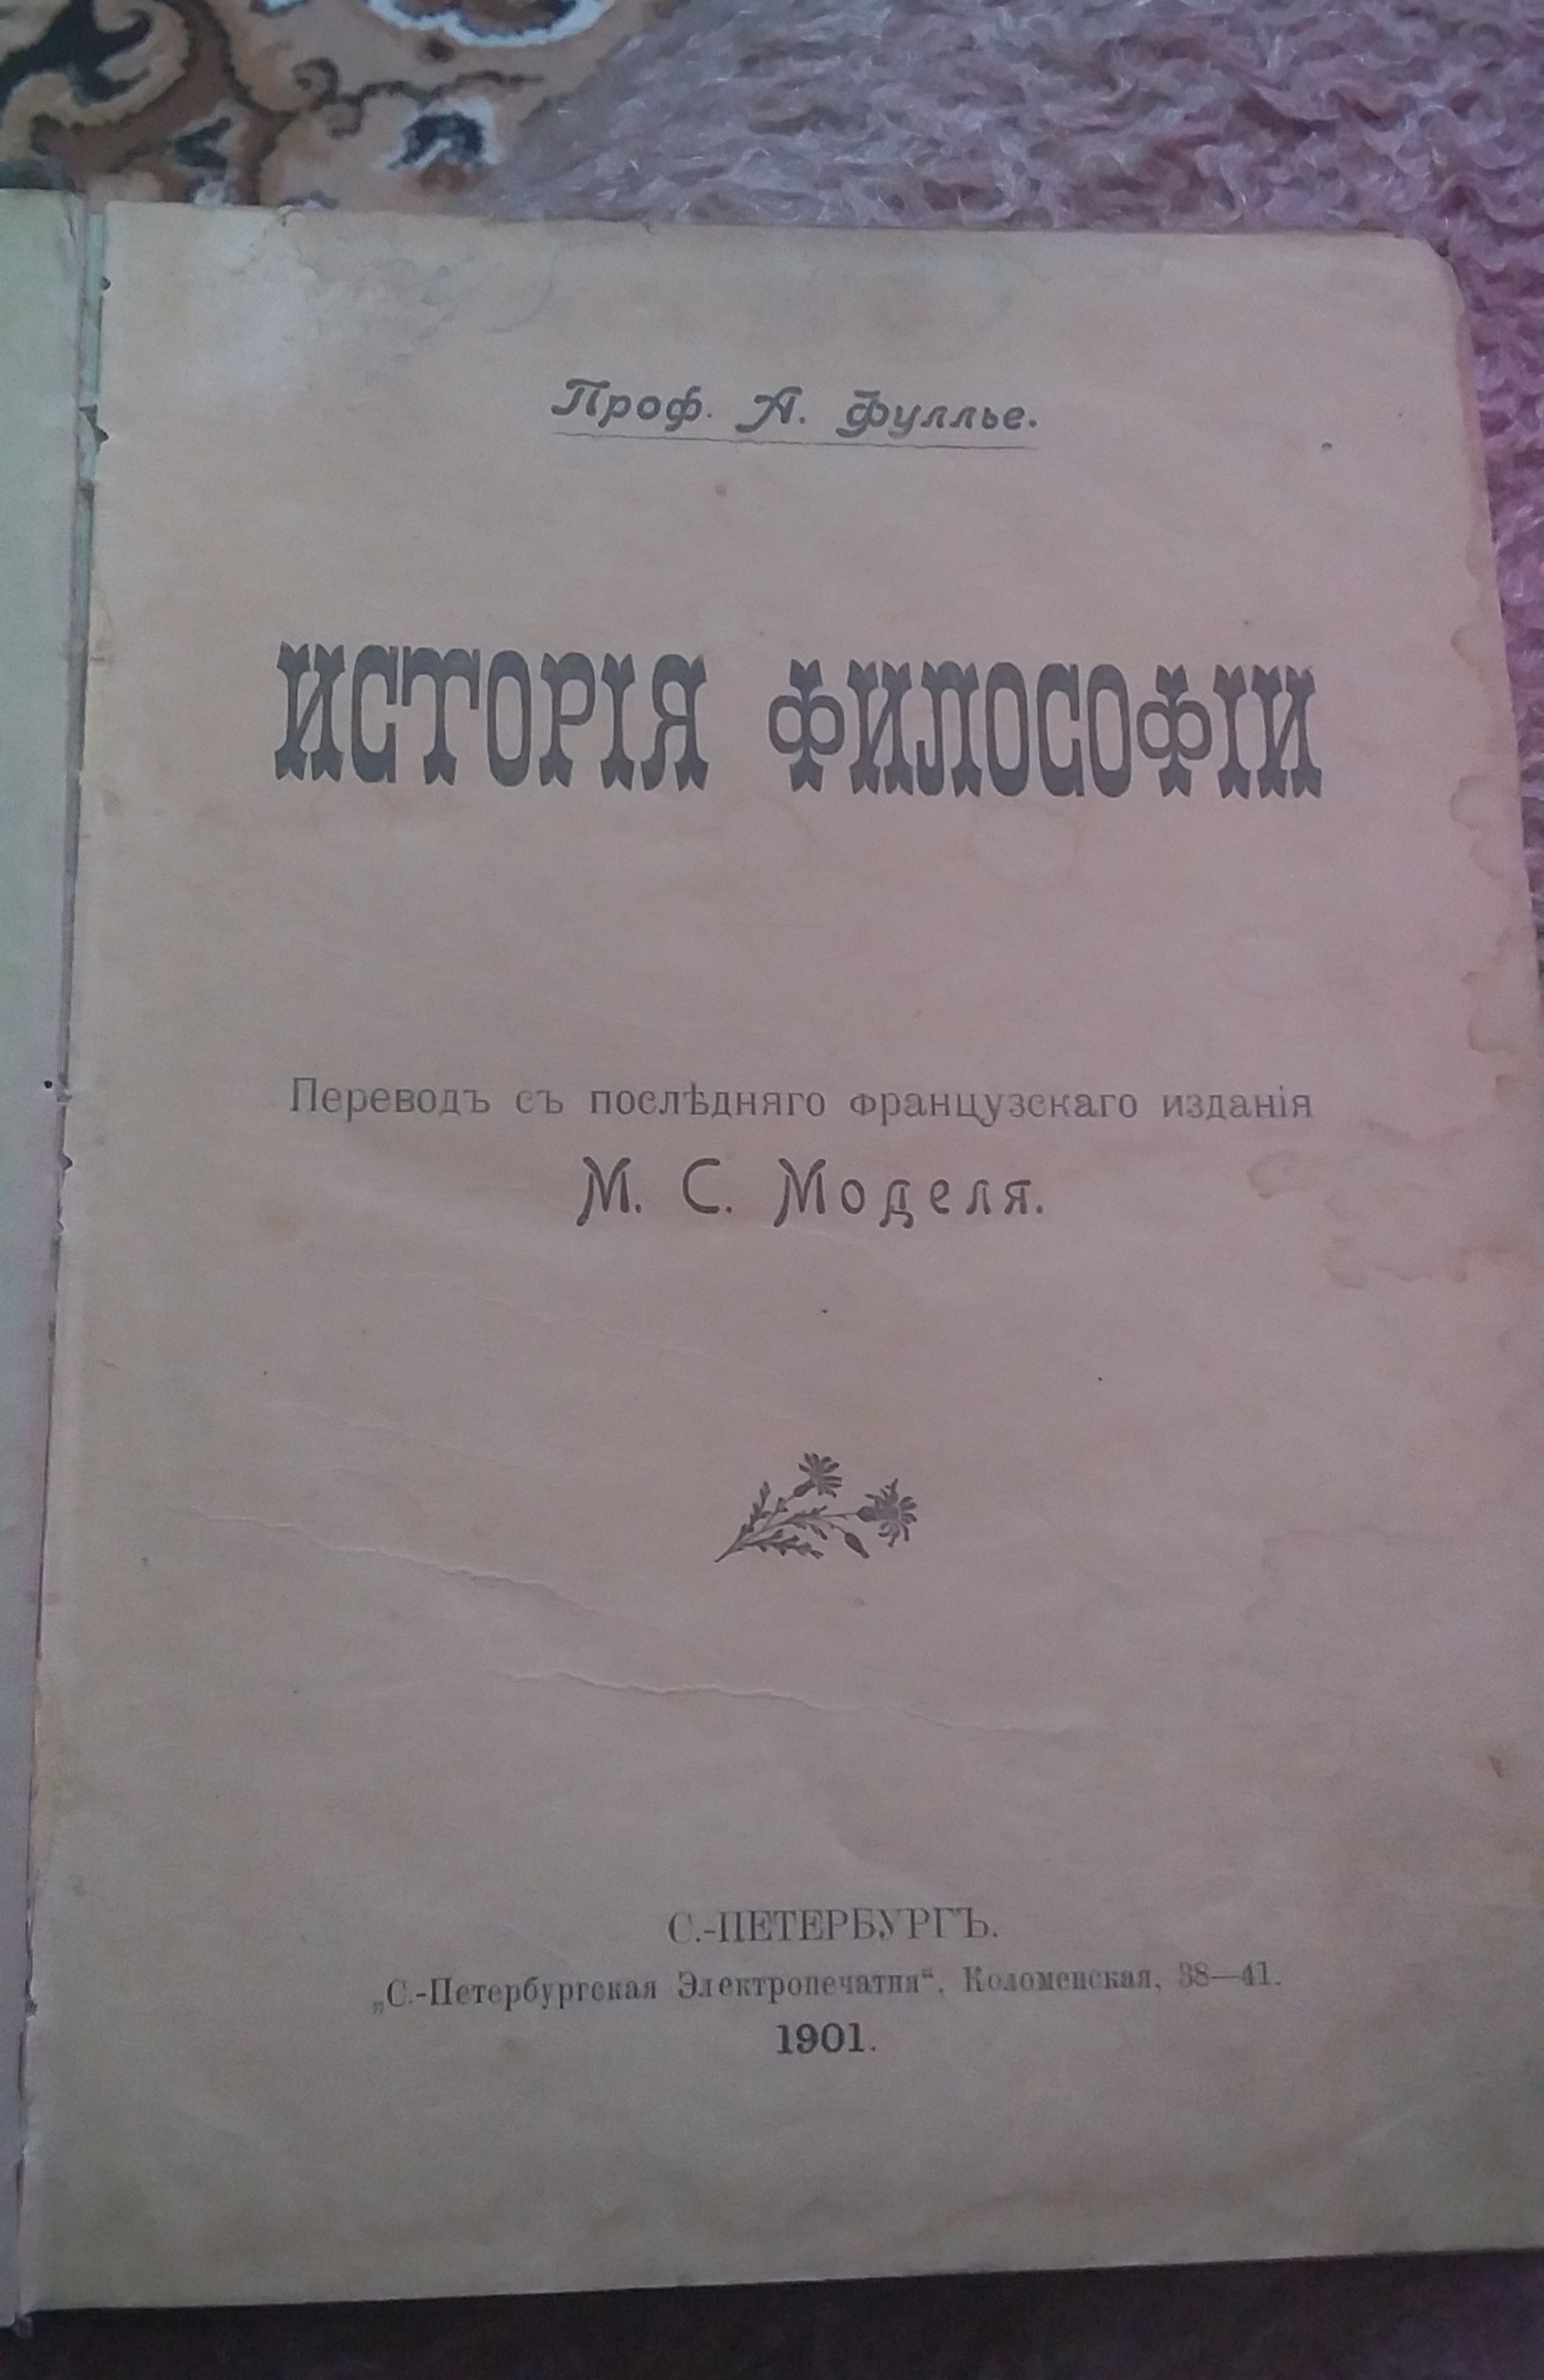 Проф. А. Фуллье.
ИСТОРІЯ ФИЛОСОФІИ
Переводъ съ послѣдняго французскаго изданія
М. С. Моделя.
С.-ПЕТЕРБУРГЪ.
„С.-Петербургская Электропечатня“, Коломенская, 38—41.
1901.